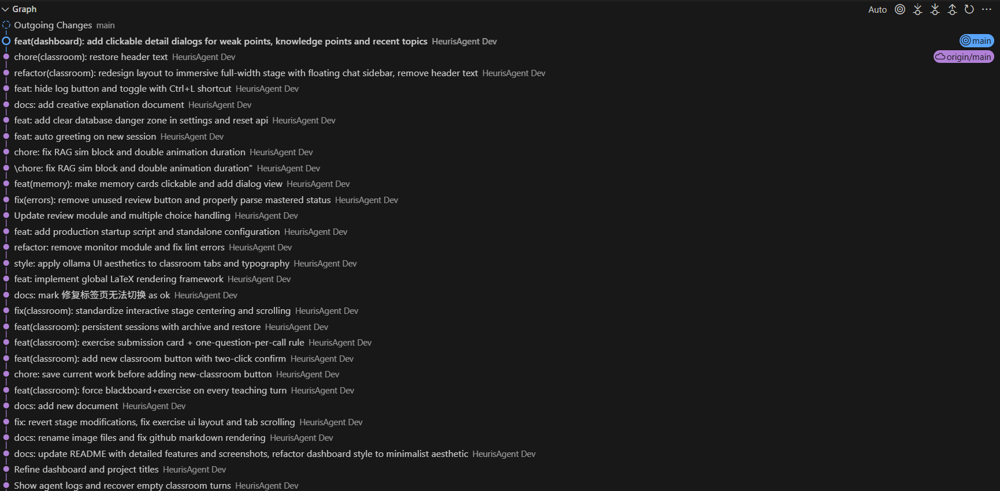 Graph Auto
Outgoing Changes main
feat(dashboard): add clickable detail dialogs for weak points, knowledge points and recent topics HeurisAgent Dev main
chore(classroom): restore header text HeurisAgent Dev origin/main
refactor(classroom): redesign layout to immersive full-width stage with floating chat sidebar, remove header text HeurisAgent Dev
feat: hide log button and toggle with Ctrl+L shortcut HeurisAgent Dev
docs: add creative explanation document HeurisAgent Dev
feat: add clear database danger zone in settings and reset api HeurisAgent Dev
feat: auto greeting on new session HeurisAgent Dev
chore: fix RAG sim block and double animation duration HeurisAgent Dev
\chore: fix RAG sim block and double animation duration" HeurisAgent Dev
feat(memory): make memory cards clickable and add dialog view HeurisAgent Dev
fix(errors): remove unused review button and properly parse mastered status HeurisAgent Dev
Update review module and multiple choice handling HeurisAgent Dev
feat: add production startup script and standalone configuration HeurisAgent Dev
refactor: remove monitor module and fix lint errors HeurisAgent Dev
style: apply ollama UI aesthetics to classroom tabs and typography HeurisAgent Dev
feat: implement global LaTeX rendering framework HeurisAgent Dev
docs: mark 修复标签页无法切换 as ok HeurisAgent Dev
fix(classroom): standardize interactive stage centering and scrolling HeurisAgent Dev
feat(classroom): persistent sessions with archive and restore HeurisAgent Dev
feat(classroom): exercise submission card + one-question-per-call rule HeurisAgent Dev
feat(classroom): add new classroom button with two-click confirm HeurisAgent Dev
chore: save current work before adding new-classroom button HeurisAgent Dev
feat(classroom): force blackboard+exercise on every teaching turn HeurisAgent Dev
docs: add new document HeurisAgent Dev
fix: revert stage modifications, fix exercise ui layout and tab scrolling HeurisAgent Dev
docs: rename image files and fix github markdown rendering HeurisAgent Dev
docs: update README with detailed features and screenshots, refactor dashboard style to minimalist aesthetic HeurisAgent Dev
Refine dashboard and project titles HeurisAgent Dev
Show agent logs and recover empty classroom turns HeurisAgent Dev